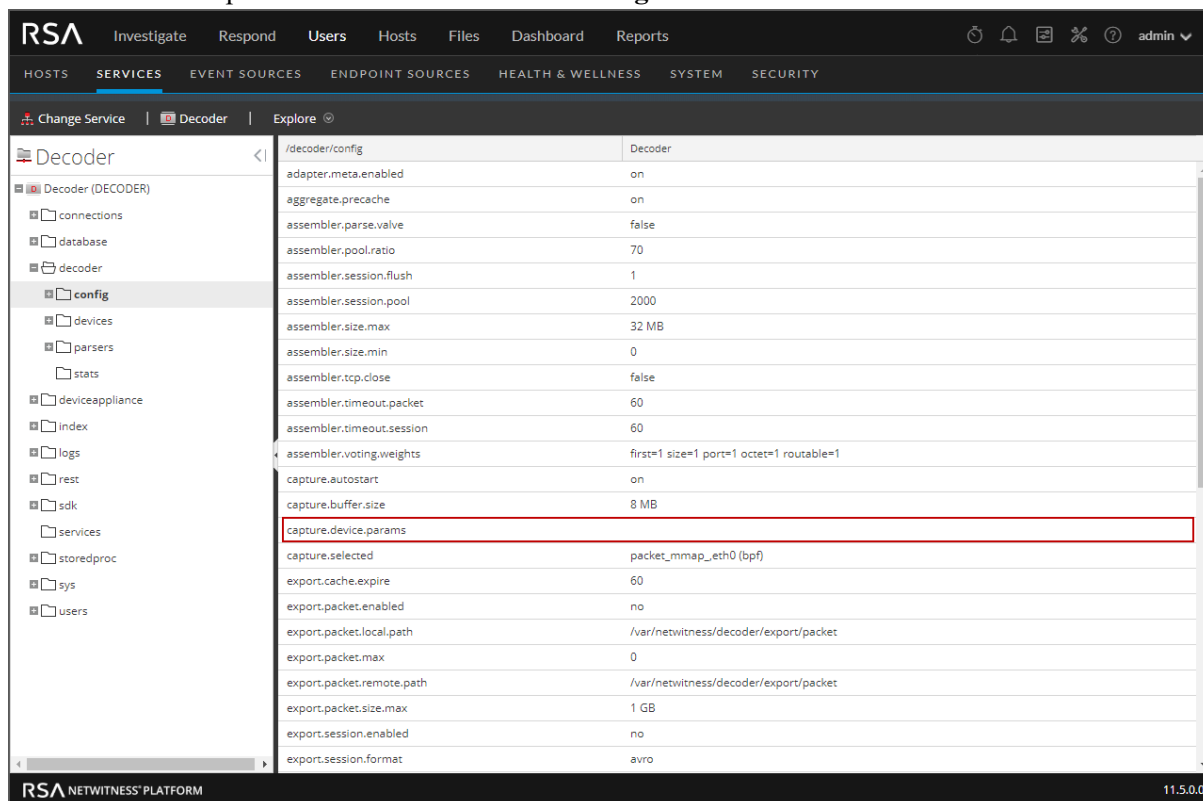 RSA Investigate Respond Users Hosts Files Dashboard Reports admin
HOSTS SERVICES EVENT SOURCES ENDPOINT SOURCES HEALTH & WELLNESS SYSTEM SECURITY
Change Service | Decoder | Explore
Decoder
Decoder (DECODER)
connections
database
decoder
config
devices
parsers
stats
deviceappliance
index
logs
rest
sdk
services
storedproc
sys
users
/decoder/config Decoder
adapter.meta.enabled on
aggregate.precache on
assembler.parse.valve false
assembler.pool.ratio 70
assembler.session.flush 1
assembler.session.pool 2000
assembler.size.max 32 MB
assembler.size.min 0
assembler.tcp.close false
assembler.timeout.packet 60
assembler.timeout.session 60
assembler.voting.weights first=1 size=1 port=1 octet=1 routable=1
capture.autostart on
capture.buffer.size 8 MB
capture.device.params
capture.selected packet_mmap_,eth0 (bpf)
export.cache.expire 60
export.packet.enabled no
export.packet.local.path /var/netwitness/decoder/export/packet
export.packet.max 0
export.packet.remote.path /var/netwitness/decoder/export/packet
export.packet.size.max 1 GB
export.session.enabled no
export.session.format avro
RSA NETWITNESS® PLATFORM 11.5.0.0